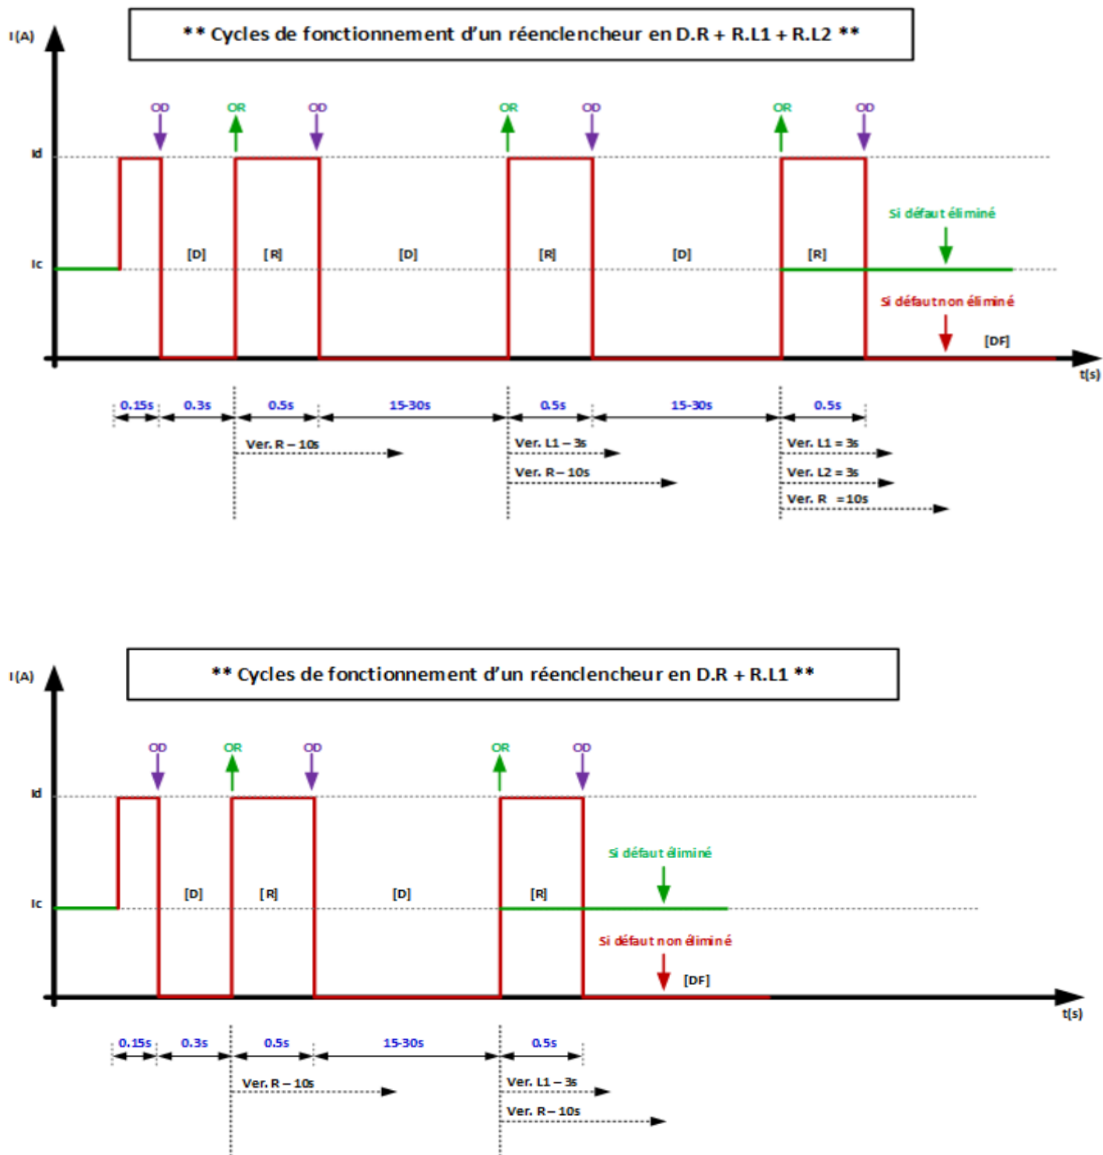 ** Cycles de fonctionnement d'un réenclencheur en D.R + R.L1 + R.L2 **
I(A)
OD OR OD OR OD OR OD
Id
Si défaut éliminé
[D] [R] [D] [R] [D] [R]
Ic
Si défaut non éliminé
[DF]
t(s)
0.15s 0.3s 0.5s 15-30s 0.5s 15-30s 0.5s
Ver. R – 10s Ver. L1 – 3s Ver. L1 = 3s
Ver. R – 10s Ver. L2 = 3s
Ver. R = 10s
** Cycles de fonctionnement d'un réenclencheur en D.R + R.L1 **
I(A)
OD OR OD OR OD
Id
Si défaut éliminé
[D] [R] [D] [R]
Ic
Si défaut non éliminé
[DF]
t(s)
0.15s 0.3s 0.5s 15-30s 0.5s
Ver. R – 10s Ver. L1 – 3s
Ver. R – 10s